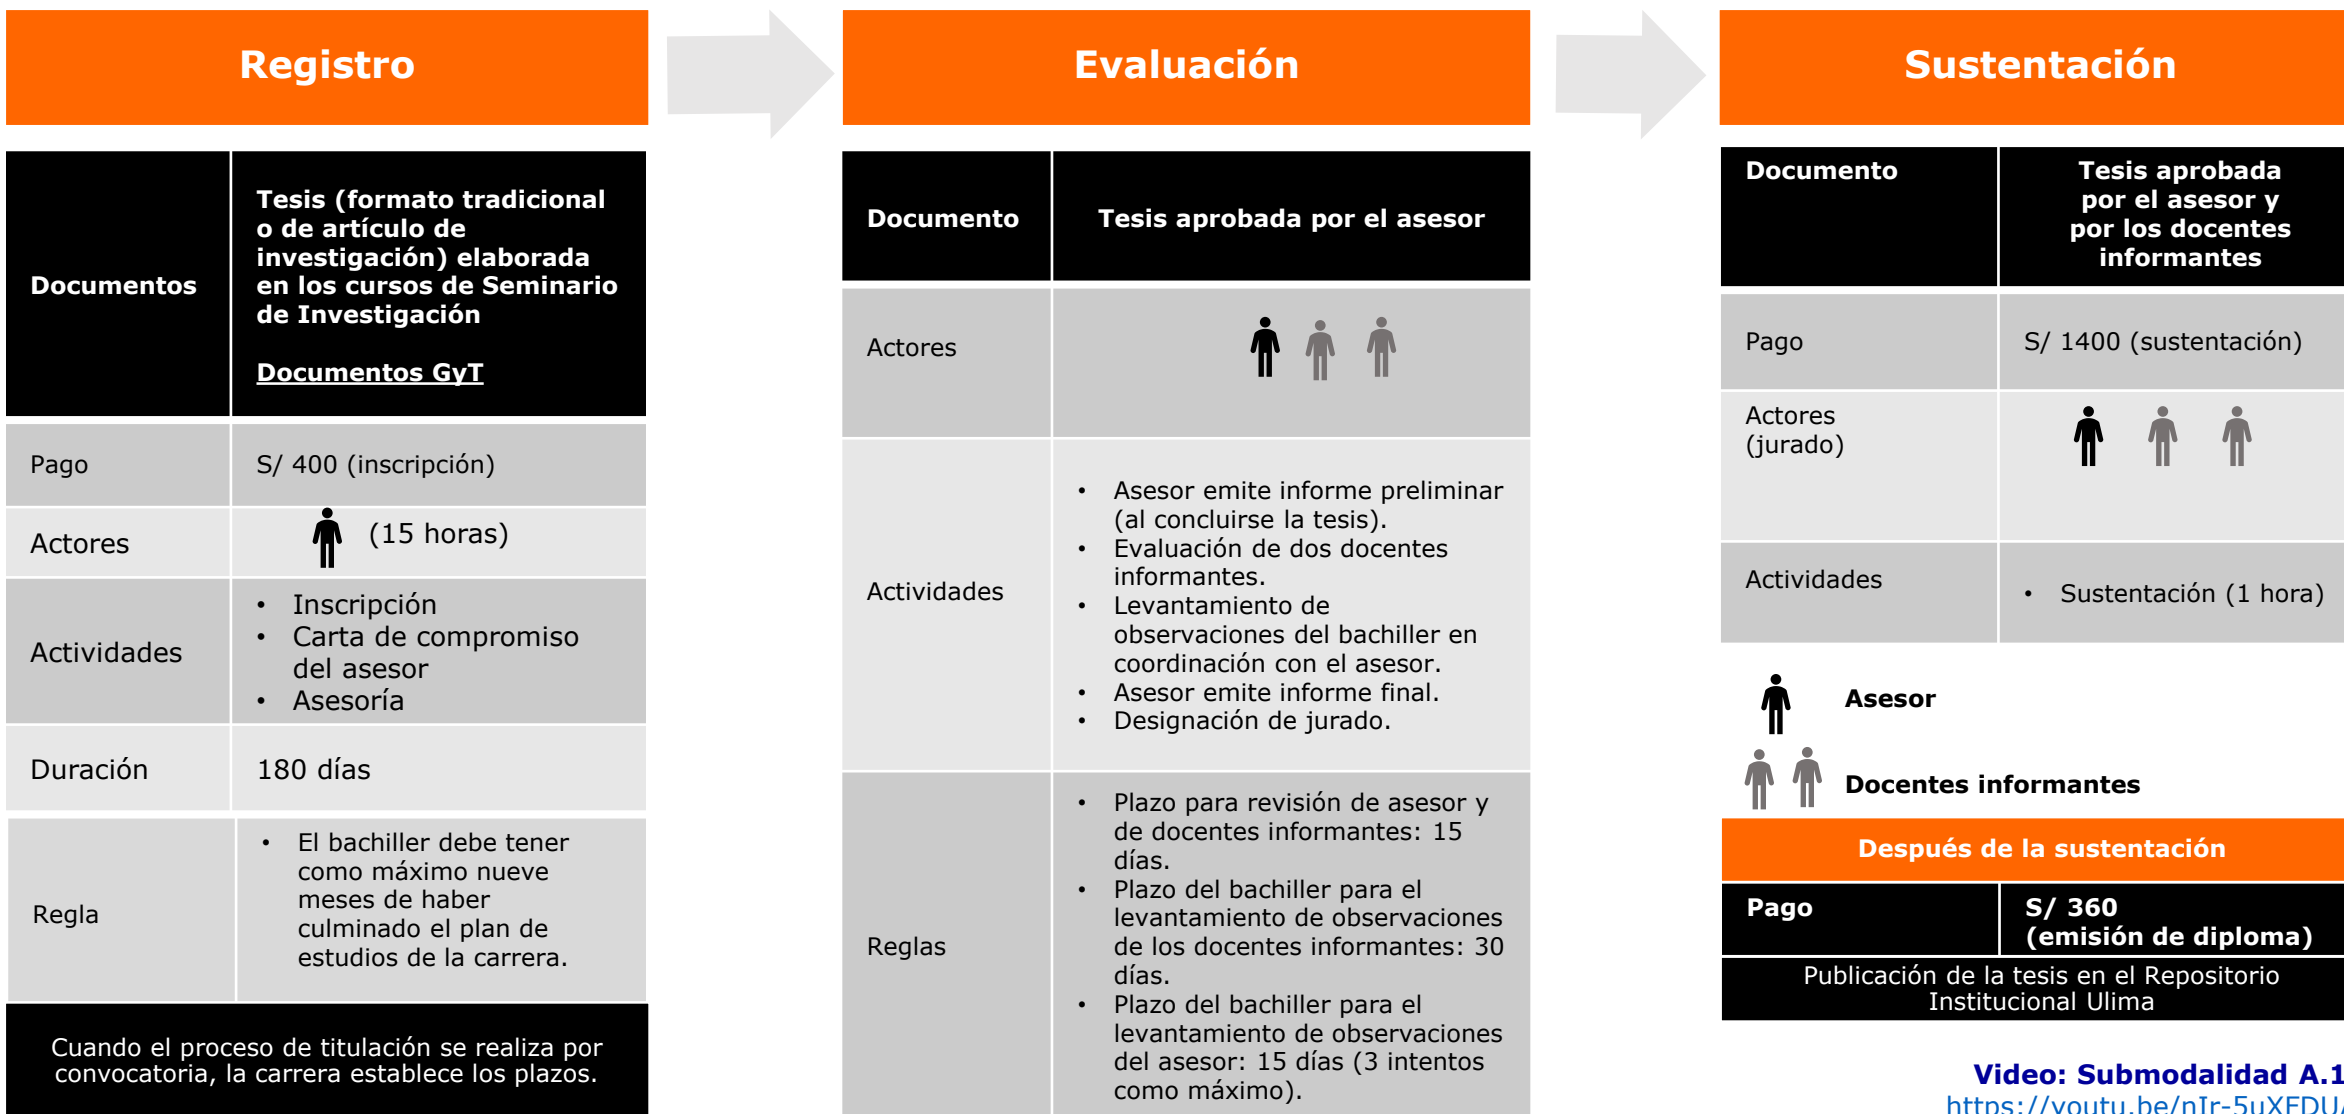 Registro
Documentos
Tesis (formato tradicional
o de artículo de
investigación) elaborada
en los cursos de Seminario
de Investigación
Documentos GyT
Pago
S/ 400 (inscripción)
Actores
(15 horas)
Actividades
• Inscripción
• Carta de compromiso
del asesor
• Asesoría
Duración
180 días
Regla
• El bachiller debe tener
como máximo nueve
meses de haber
culminado el plan de
estudios de la carrera.
Cuando el proceso de titulación se realiza por
convocatoria, la carrera establece los plazos.
Evaluación
Documento
Tesis aprobada por el asesor
Actores
Actividades
• Asesor emite informe preliminar
(al concluirse la tesis).
• Evaluación de dos docentes
informantes.
• Levantamiento de
observaciones del bachiller en
coordinación con el asesor.
• Asesor emite informe final.
• Designación de jurado.
Reglas
• Plazo para revisión de asesor y
de docentes informantes: 15
días.
• Plazo del bachiller para el
levantamiento de observaciones
de los docentes informantes: 30
días.
• Plazo del bachiller para el
levantamiento de observaciones
del asesor: 15 días (3 intentos
como máximo).
Sustentación
Documento
Tesis aprobada
por el asesor y
por los docentes
informantes
Pago
S/ 1400 (sustentación)
Actores
(jurado)
Actividades
• Sustentación (1 hora)
Asesor
Docentes informantes
Después de la sustentación
Pago
S/ 360
(emisión de diploma)
Publicación de la tesis en el Repositorio
Institucional Ulima
Video: Submodalidad A.1